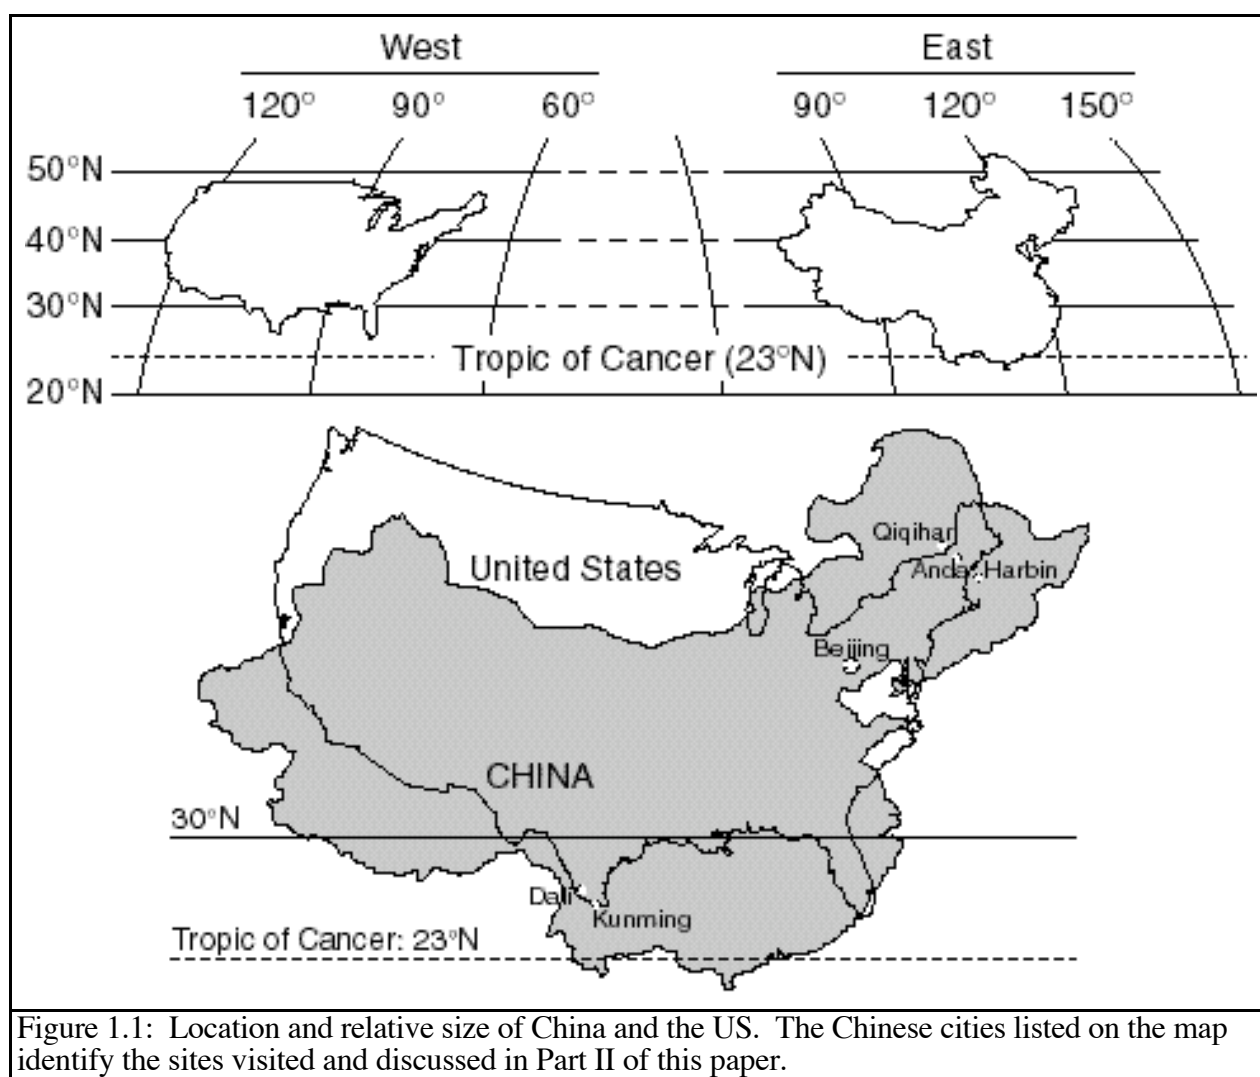 West East
120° 90° 60° 90° 120° 150°
50°N
40°N
30°N
Tropic of Cancer (23°N)
20°N
Qiqihar
United States
Anda Harbin
Beijing
CHINA
30°N
Dali
Kunming
Tropic of Cancer: 23°N
Figure 1.1: Location and relative size of China and the US. The Chinese cities listed on the map
identify the sites visited and discussed in Part II of this paper.